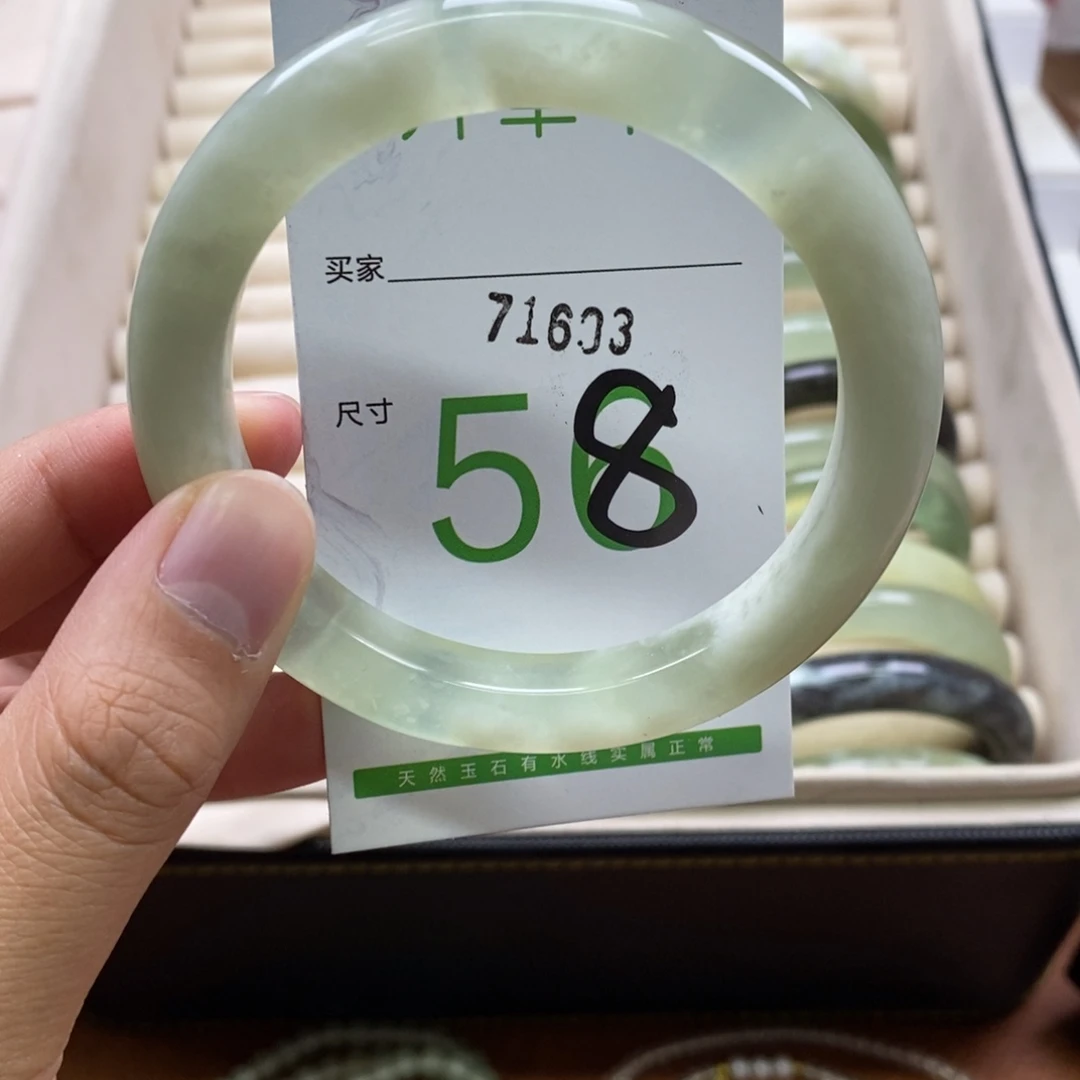 买家
71603
尺寸 58
天然玉石有水线实属正常